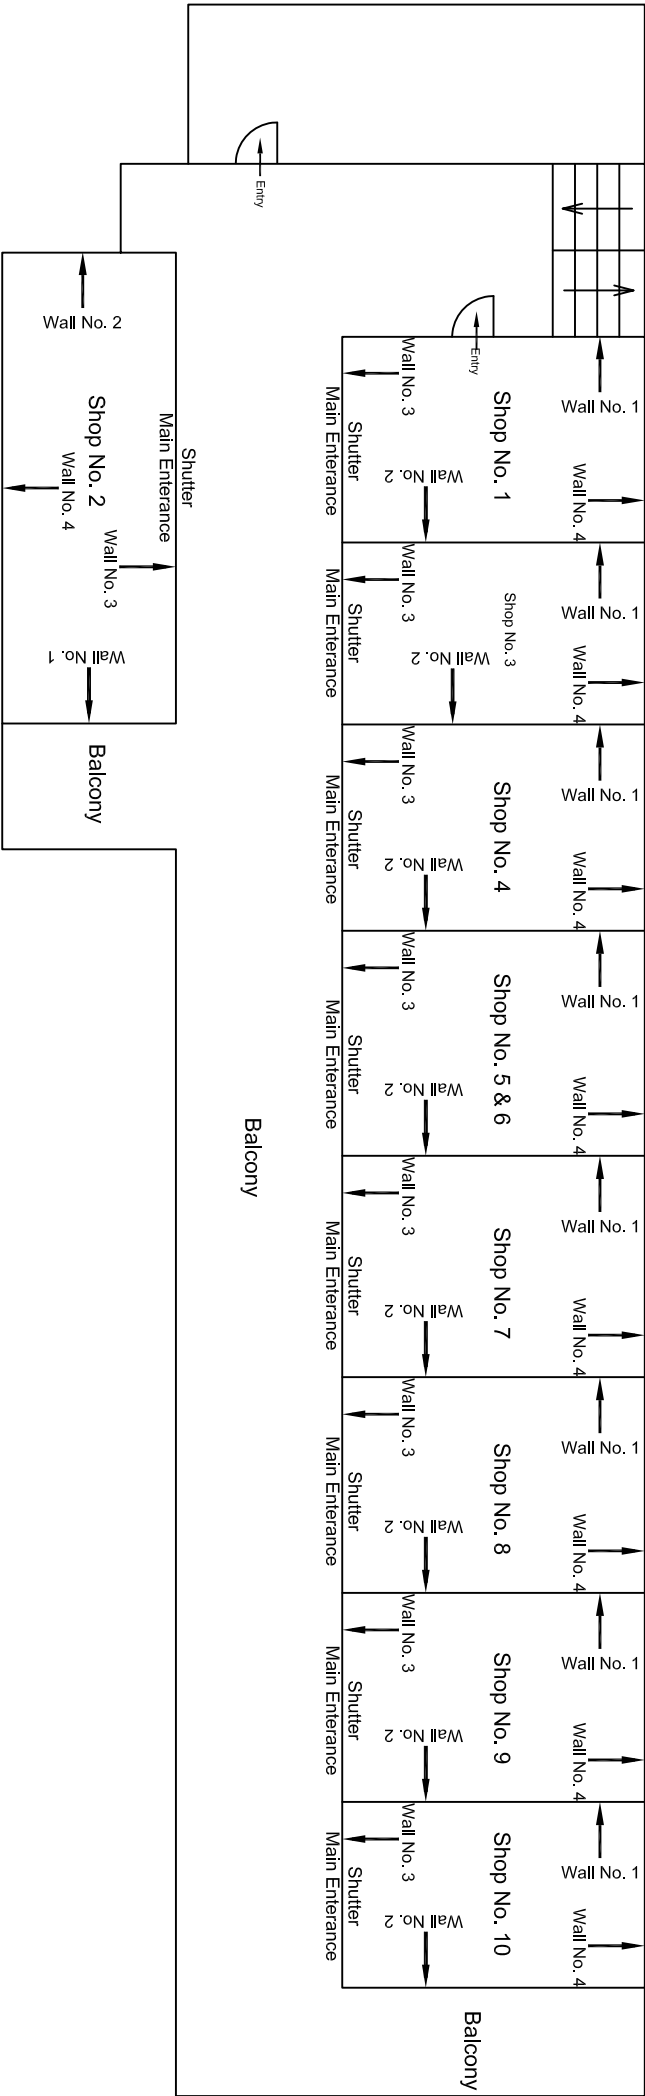 Entry
Entry
Wall No. 2
Shop No. 2
Wall No. 4
Wall No. 3
Wall No. 1
Shutter
Main Enterance
Balcony
Wall No. 1
Wall No. 3
Shop No. 1
Wall No. 2
Wall No. 4
Shutter
Main Enterance
Wall No. 1
Wall No. 3
Shop No. 3
Wall No. 2
Wall No. 4
Shutter
Main Enterance
Wall No. 1
Wall No. 3
Shop No. 4
Wall No. 2
Wall No. 4
Shutter
Main Enterance
Wall No. 1
Wall No. 3
Shop No. 5 & 6
Wall No. 2
Wall No. 4
Shutter
Main Enterance
Balcony
Wall No. 1
Wall No. 3
Shop No. 7
Wall No. 2
Wall No. 4
Shutter
Main Enterance
Wall No. 1
Wall No. 3
Shop No. 8
Wall No. 2
Wall No. 4
Shutter
Main Enterance
Wall No. 1
Wall No. 3
Shop No. 9
Wall No. 2
Wall No. 4
Shutter
Main Enterance
Wall No. 1
Wall No. 3
Shop No. 10
Wall No. 2
Wall No. 4
Shutter
Main Enterance
Balcony